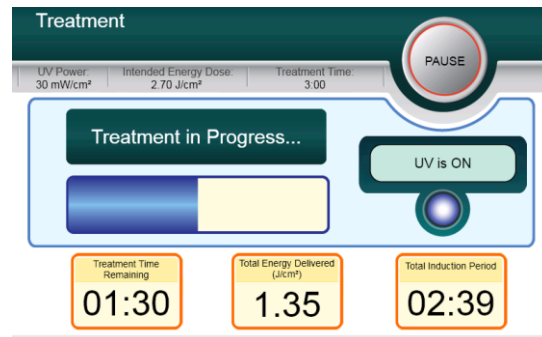 Treatment
PAUSE
UV Power: Intended Energy Dose: Treatment Time:
30 mW/cm² 2.70 J/cm² 3:00
Treatment in Progress...
UV is ON
Treatment Time
Remaining
01:30
Total Energy Delivered
(J/cm²)
1.35
Total Induction Period
02:39